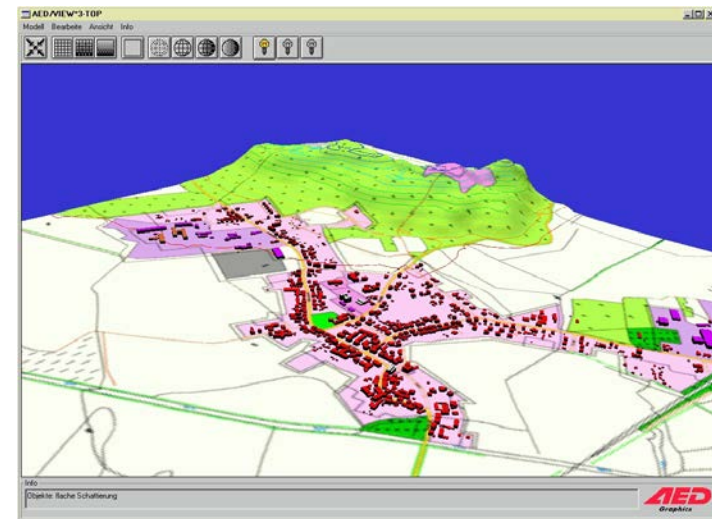 AED/VIEW*3-TOP
Modell Bearbeite Ansicht Info
Info
Objekte: flache Schattierung
AED
Graphics